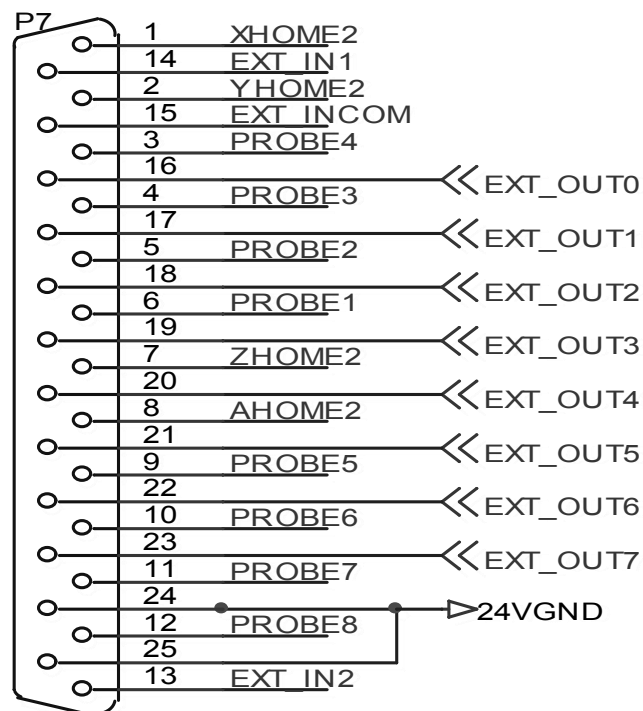 P7
1 XHOME2
14 EXT_IN1
2 YHOME2
15 EXT_INCOM
3 PROBE4
16 EXT_OUT0
4 PROBE3
17 EXT_OUT1
5 PROBE2
18 EXT_OUT2
6 PROBE1
19 EXT_OUT3
7 ZHOME2
20 EXT_OUT4
8 AHOME2
21 EXT_OUT5
9 PROBE5
22 EXT_OUT6
10 PROBE6
23 EXT_OUT7
11 PROBE7
24 24VGND
12 PROBE8
25
13 EXT_IN2